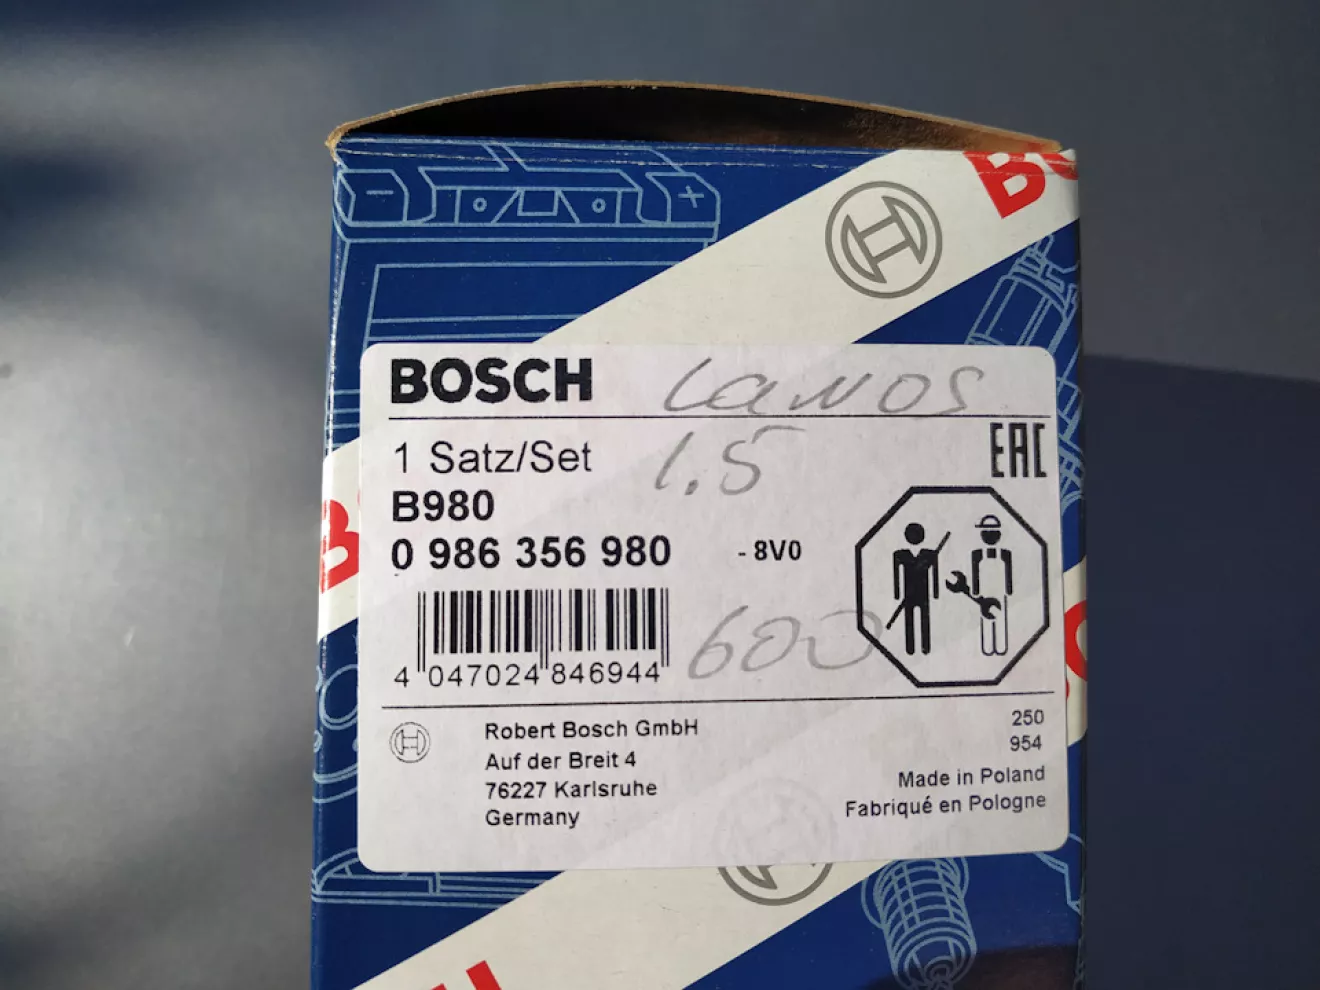 BO
BOSCH Lanos
1 Satz/Set 1.5
EAC
B980
0 986 356 980 - 8V0
4 047024 846944 600
Robert Bosch GmbH
Auf der Breit 4
76227 Karlsruhe
Germany
250
954
Made in Poland
Fabriqué en Pologne